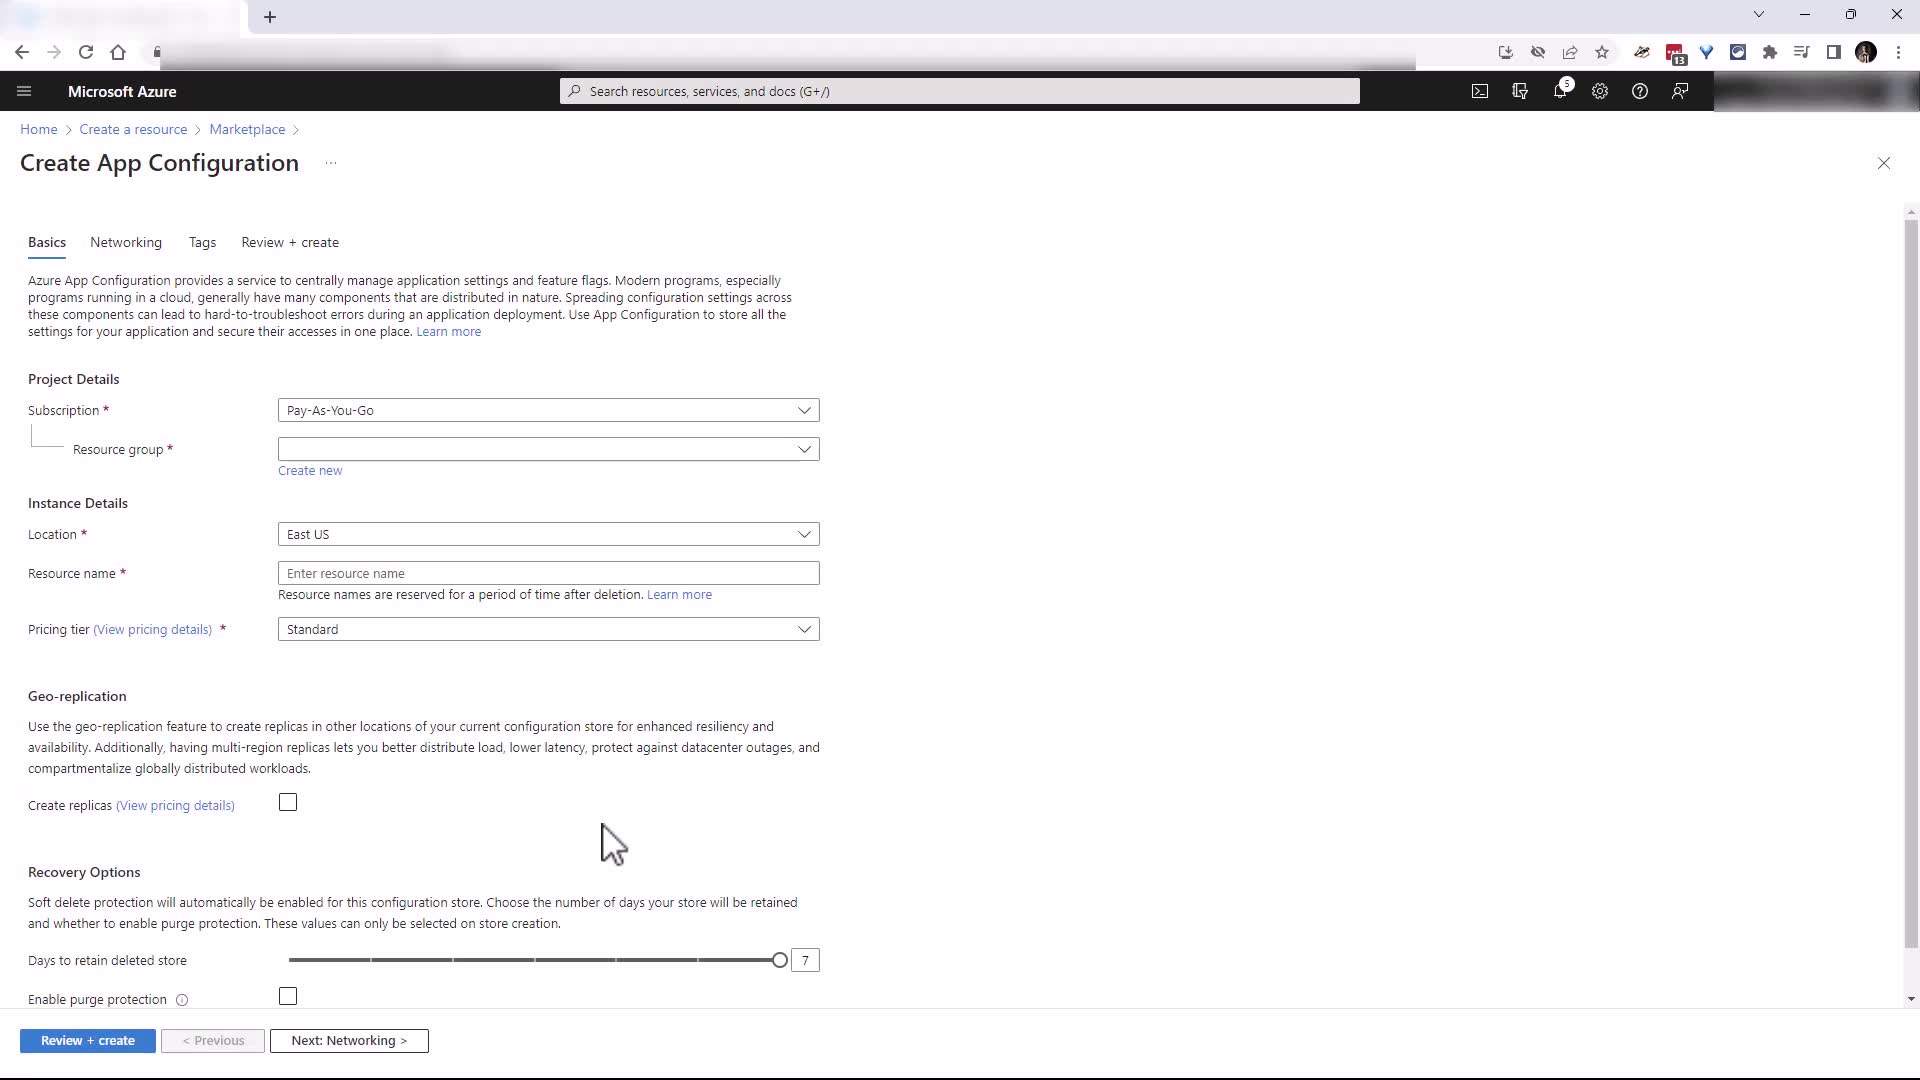 13
Microsoft Azure
Search resources, services, and docs (G+/)
5
Home > Create a resource > Marketplace >
Create App Configuration ...
Basics Networking Tags Review + create
Azure App Configuration provides a service to centrally manage application settings and feature flags. Modern programs, especially
programs running in a cloud, generally have many components that are distributed in nature. Spreading configuration settings across
these components can lead to hard-to-troubleshoot errors during an application deployment. Use App Configuration to store all the
settings for your application and secure their accesses in one place. Learn more
Project Details
Subscription * Pay-As-You-Go
Resource group *
Create new
Instance Details
Location * East US
Resource name * Enter resource name
Resource names are reserved for a period of time after deletion. Learn more
Pricing tier (View pricing details) * Standard
Geo-replication
Use the geo-replication feature to create replicas in other locations of your current configuration store for enhanced resiliency and
availability. Additionally, having multi-region replicas lets you better distribute load, lower latency, protect against datacenter outages, and
compartmentalize globally distributed workloads.
Create replicas (View pricing details)
Recovery Options
Soft delete protection will automatically be enabled for this configuration store. Choose the number of days your store will be retained
and whether to enable purge protection. These values can only be selected on store creation.
Days to retain deleted store 7
Enable purge protection
Review + create < Previous Next: Networking >